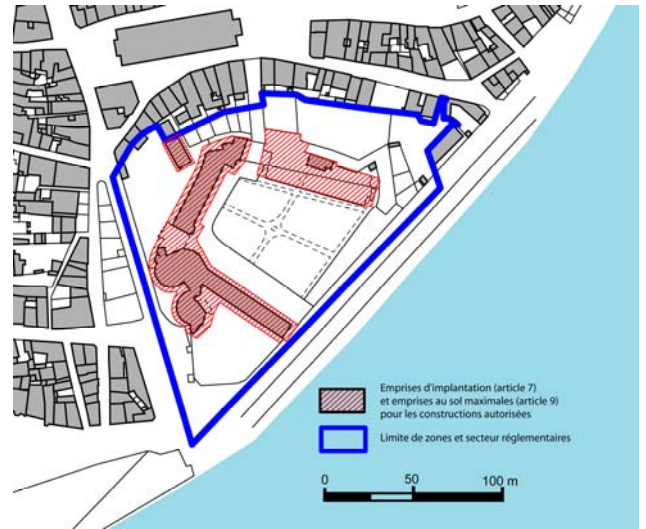 Emprises d'implantation (article 7)
et emprises au sol maximales (article 9)
pour les constructions autorisées
Limite de zones et secteur réglementaires
0 50 100 m